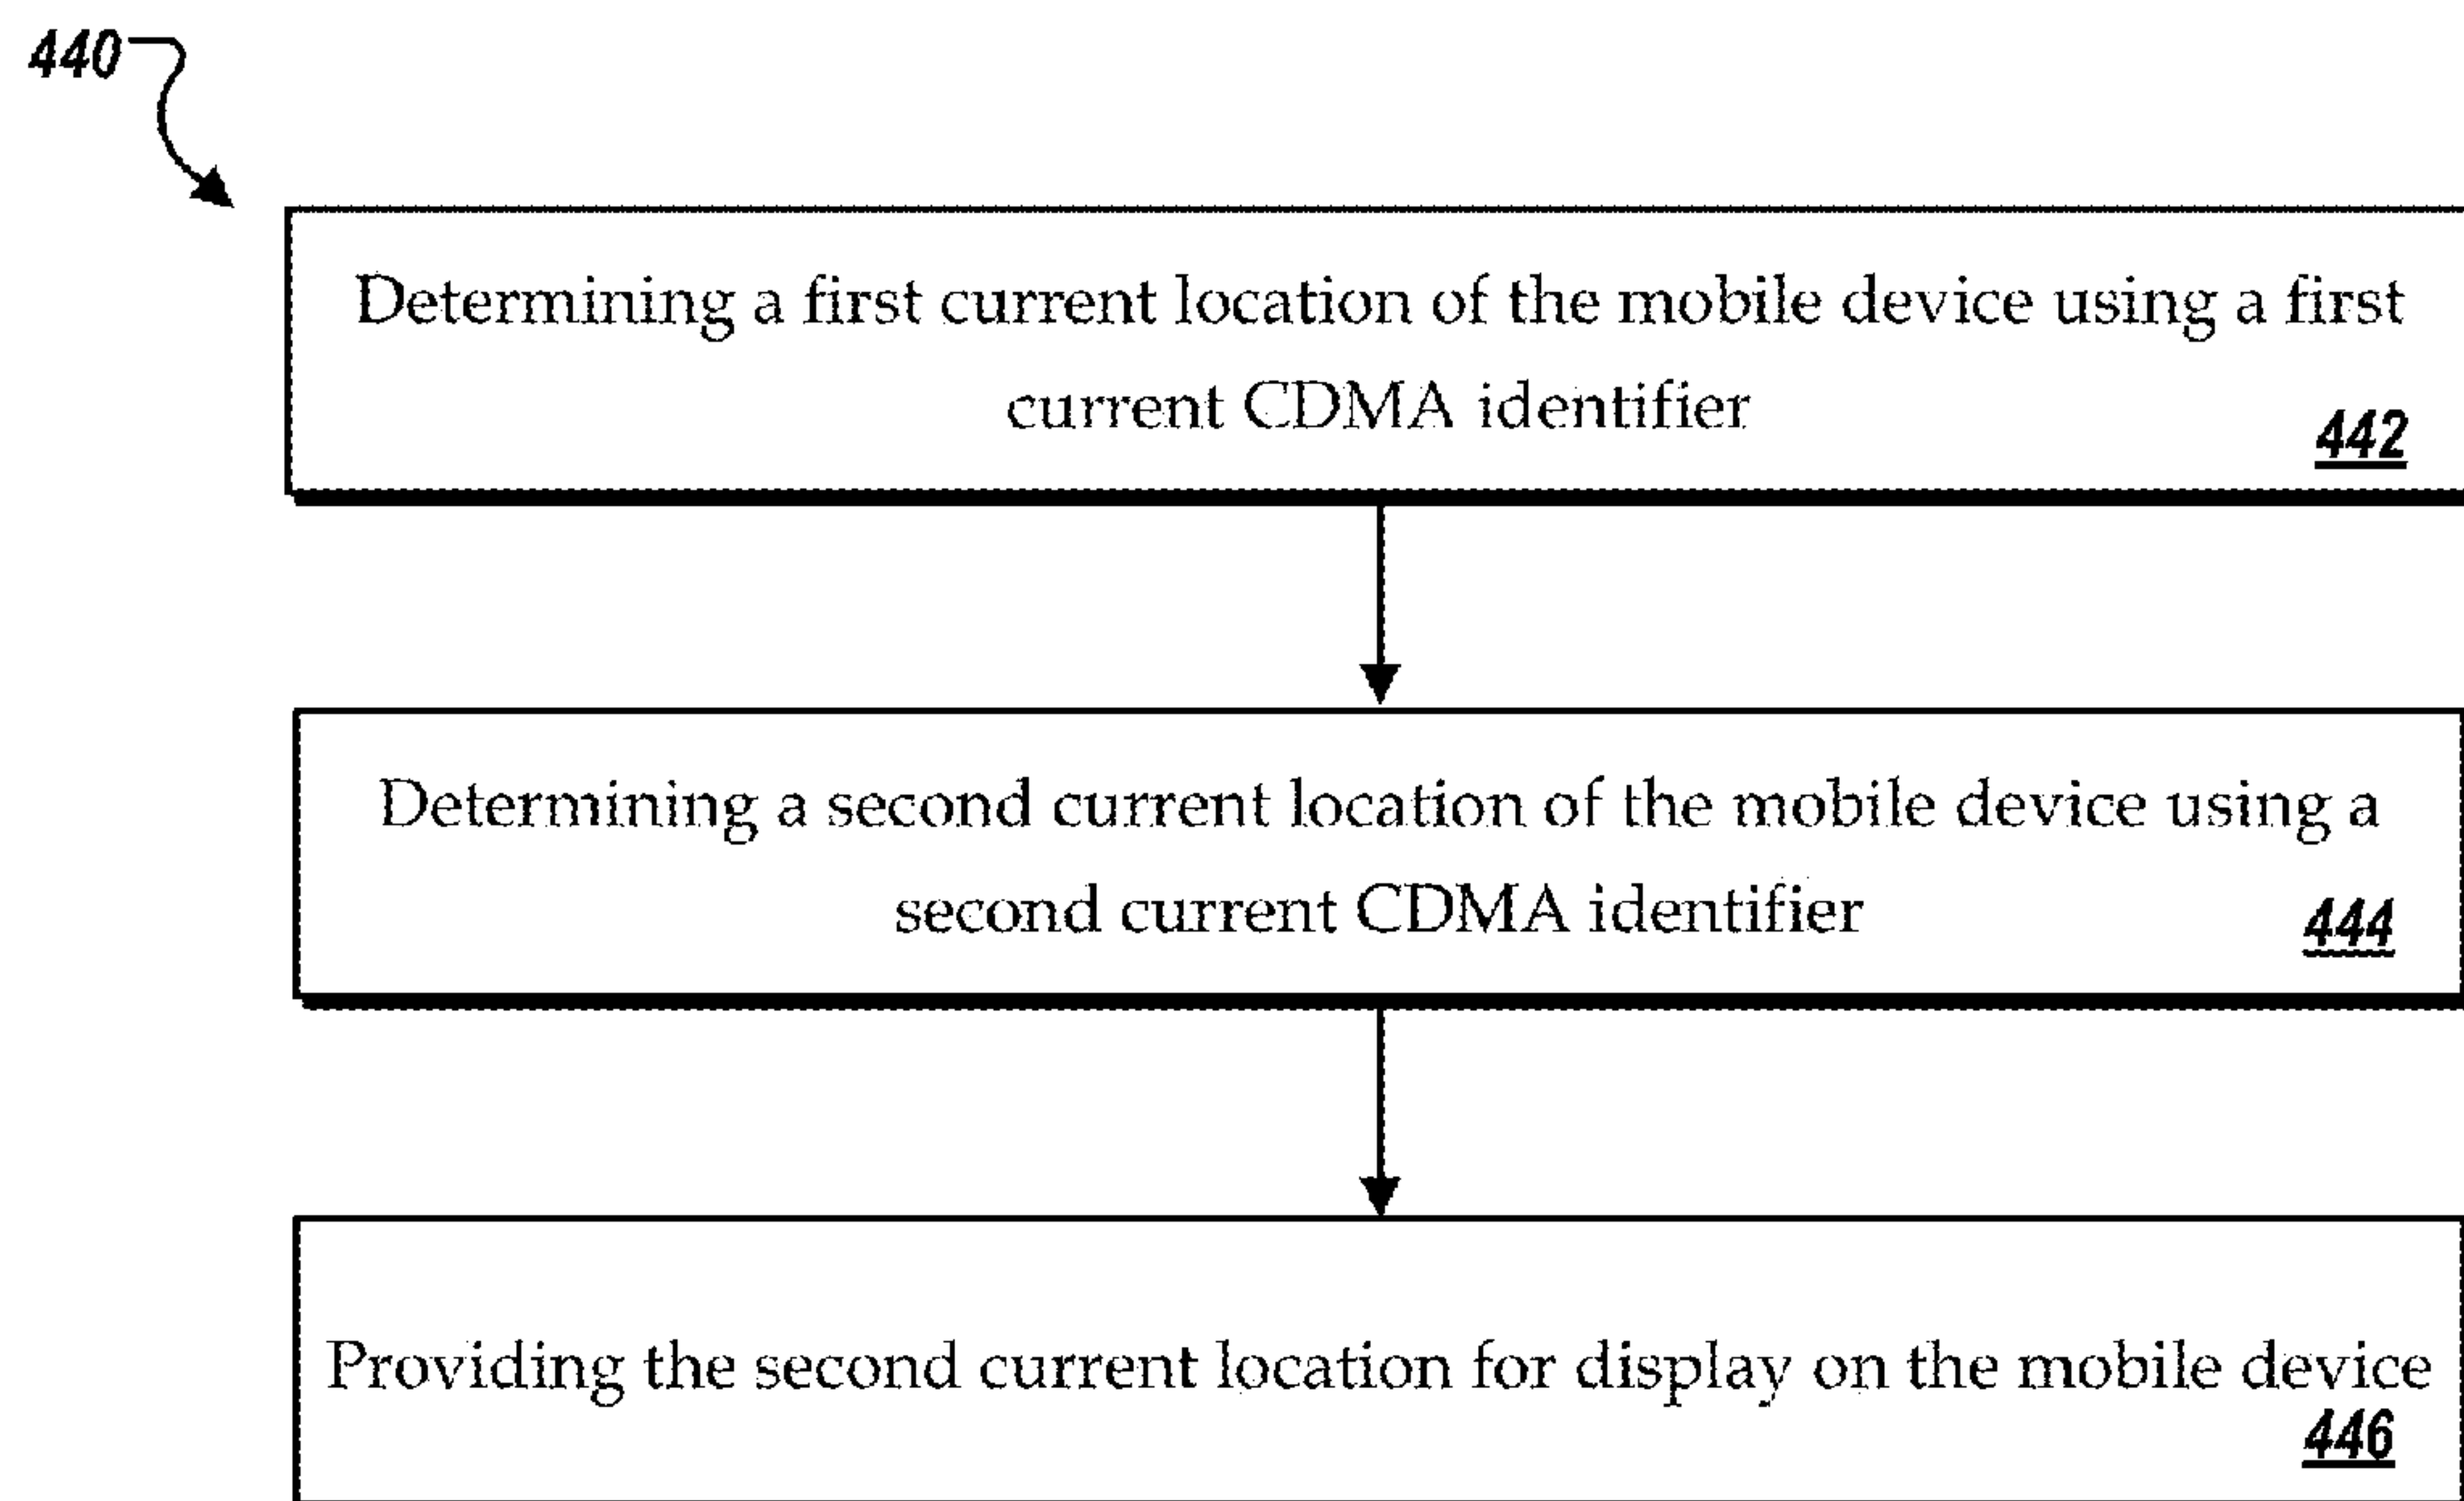 440
Determining a first current location of the mobile device using a first
current CDMA identifier
442
Determining a second current location of the mobile device using a
second current CDMA identifier
444
Providing the second current location for display on the mobile device
446